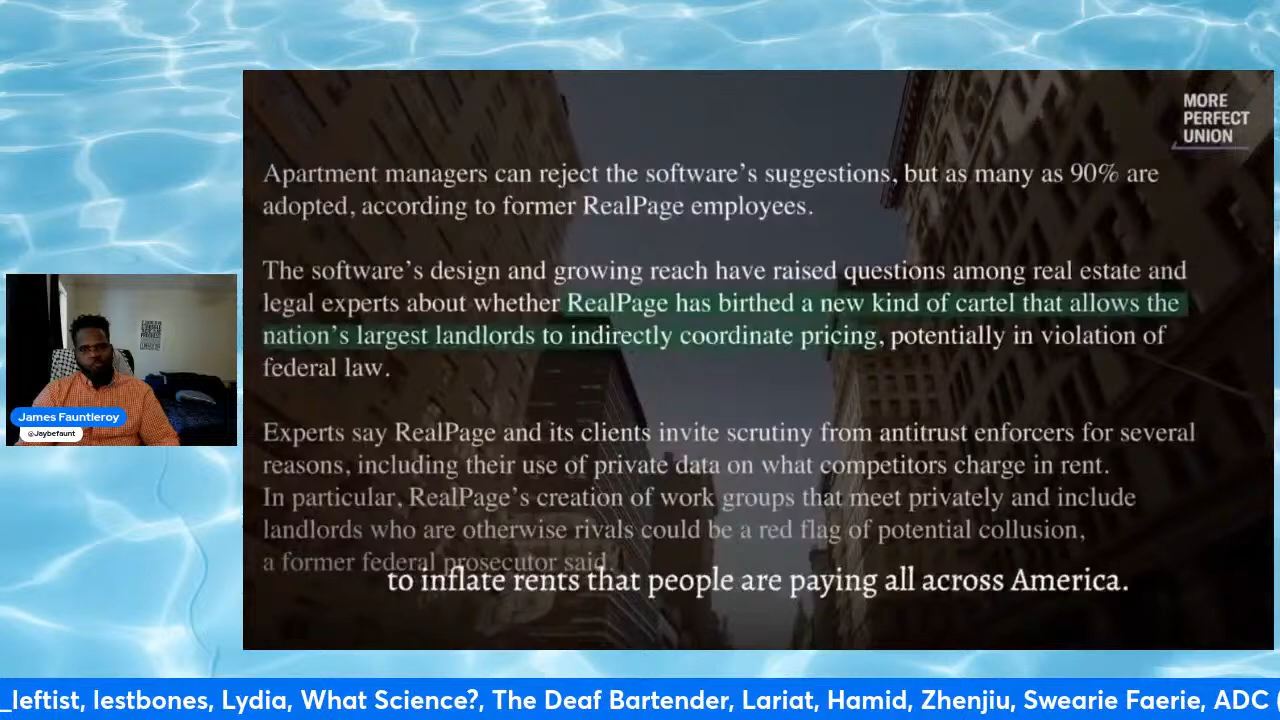 MORE
PERFECT
UNION
Apartment managers can reject the software's suggestions, but as many as 90% are
adopted, according to former RealPage employees.
The software's design and growing reach have raised questions among real estate and
legal experts about whether RealPage has birthed a new kind of cartel that allows the
nation's largest landlords to indirectly coordinate pricing, potentially in violation of
federal law.
Experts say RealPage and its clients invite scrutiny from antitrust enforcers for several
reasons, including their use of private data on what competitors charge in rent.
In particular, RealPage's creation of work groups that meet privately and include
landlords who are otherwise rivals could be a red flag of potential collusion,
a former federal prosecutor said.
to inflate rents that people are paying all across America.
James Fauntleroy
@Jaybefaunt
_leftist, lestbones, Lydia, What Science?, The Deaf Bartender, Lariat, Hamid, Zhenjiu, Swearie Faerie, ADC (